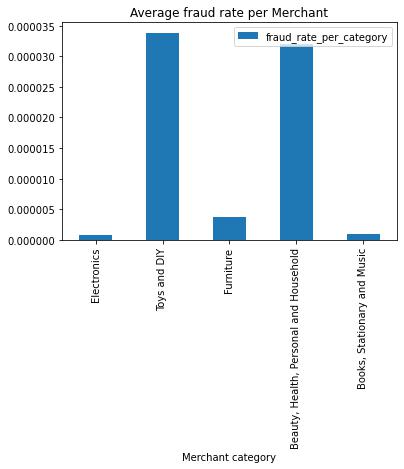 Average fraud rate per Merchant
fraud_rate_per_category
0.000035
0.000030
0.000025
0.000020
0.000015
0.000010
0.000005
0.000000
Electronics
Toys and DIY
Furniture
Beauty, Health, Personal and Household
Books, Stationary and Music
Merchant category